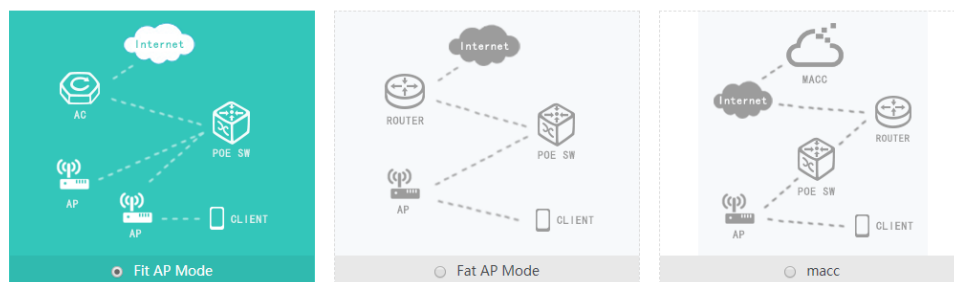 Internet
AC
POE SW
AP
AP
CLIENT
Fit AP Mode
Internet
ROUTER
POE SW
AP
CLIENT
Fat AP Mode
MACC
Internet
ROUTER
POE SW
AP
CLIENT
macc